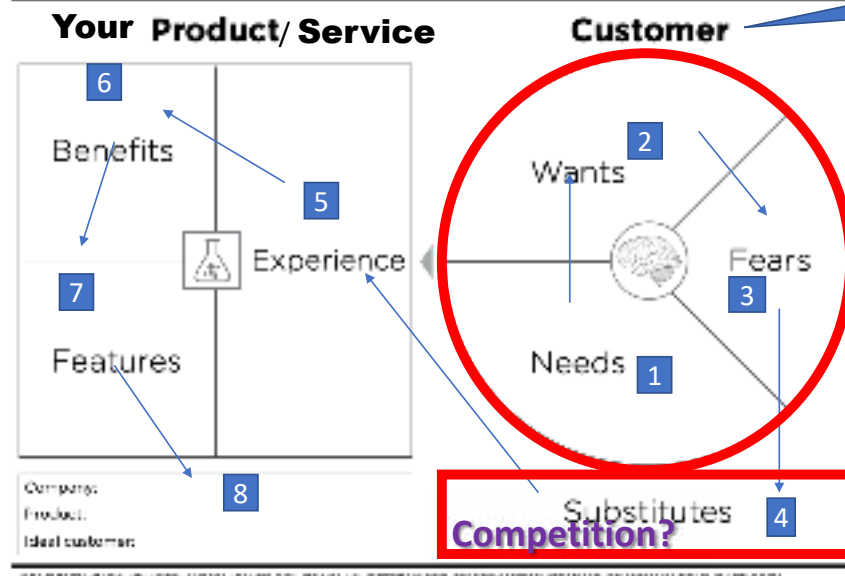 Your Product/ Service
Customer
6
Benefits
2
Wants
5
Experience
Fears
3
7
Features
Needs
1
Company:
Product:
Ideal customer:
8
Substitutes
4
Competition?